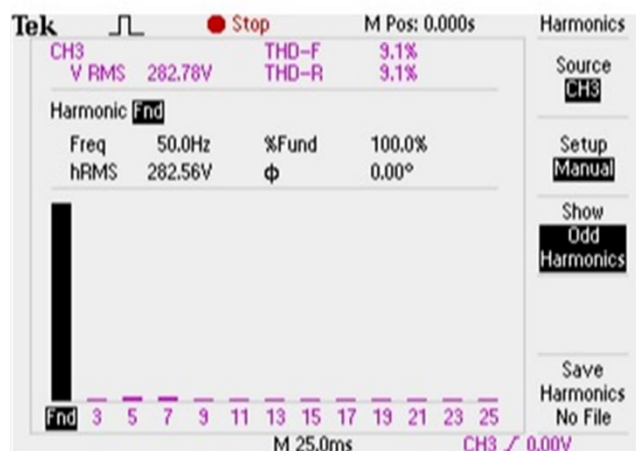 Tek Stop M Pos: 0.000s Harmonics
CH3 THD-F 9.1%
V RMS 282.78V THD-R 9.1%
Source
CH3
Harmonic Fnd
Freq 50.0Hz %Fund 100.0%
hRMS 282.56V ϕ 0.00°
Setup
Manual
Show
Odd
Harmonics
Save
Harmonics
No File
Fnd 3 5 7 9 11 13 15 17 19 21 23 25
M 25.0ms CH3 0.00V